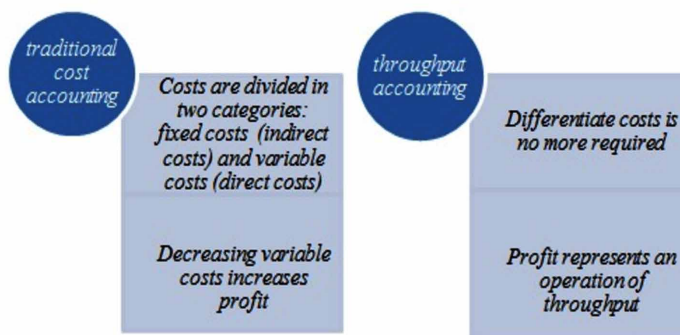 traditional
cost
accounting
Costs are divided in
two categories:
fixed costs (indirect
costs) and variable
costs (direct costs)
Decreasing variable
costs increases
profit
throughput
accounting
Differentiate costs is
no more required
Profit represents an
operation of
throughput